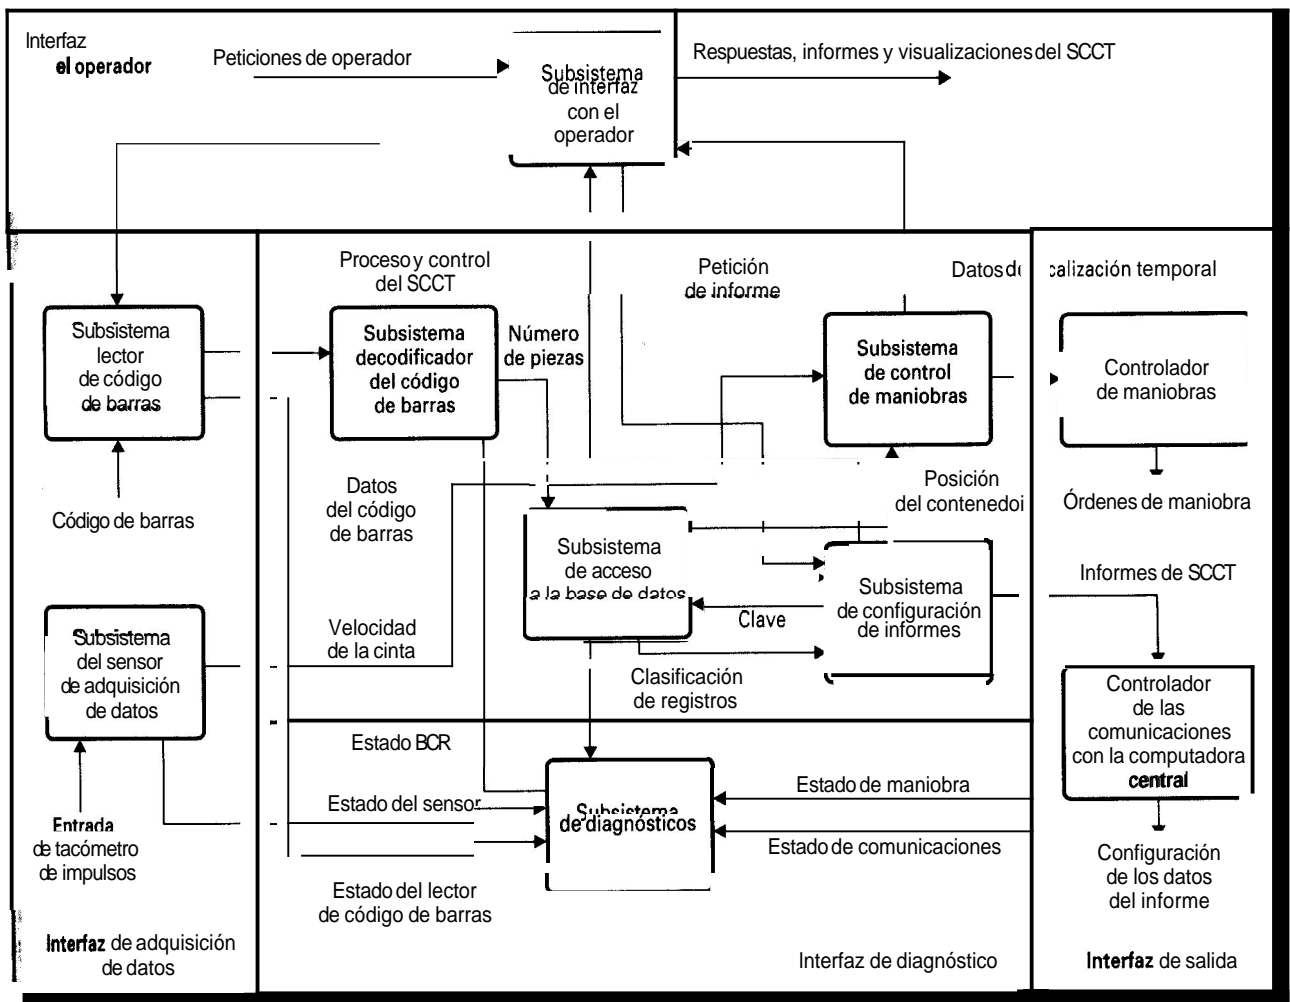 Interfaz
el operador
Peticiones de operador
Subsistema
de interfaz
con el
operador
Respuestas, informes y visualizaciones del SCCT
Proceso y control
del SCCT
Petición
de informe
Datos de
calización temporal
Subsistema
lector
de código
de barras
Subsistema
decodificador
del código
de barras
Número
de piezas
Subsistema
de control
de maniobras
Controlador
de maniobras
Código de barras
Datos
del código
de barras
Posición
del contenedor
Órdenes de maniobra
Subsistema
de acceso
a la base de datos
Subsistema
de configuración
de informes
Informes de SCCT
Clave
Subsistema
del sensor
de adquisición
de datos
Velocidad
de la cinta
Clasificación
de registros
Controlador
de las
comunicaciones
con la computadora
central
Estado BCR
Estado del sensor
Subsistema
de diagnósticos
Estado de maniobra
Estado de comunicaciones
Entrada
de tacómetro
de impulsos
Estado del lector
de código de barras
Configuración
de los datos
del informe
Interfaz de adquisición
de datos
Interfaz de diagnóstico
Interfaz de salida